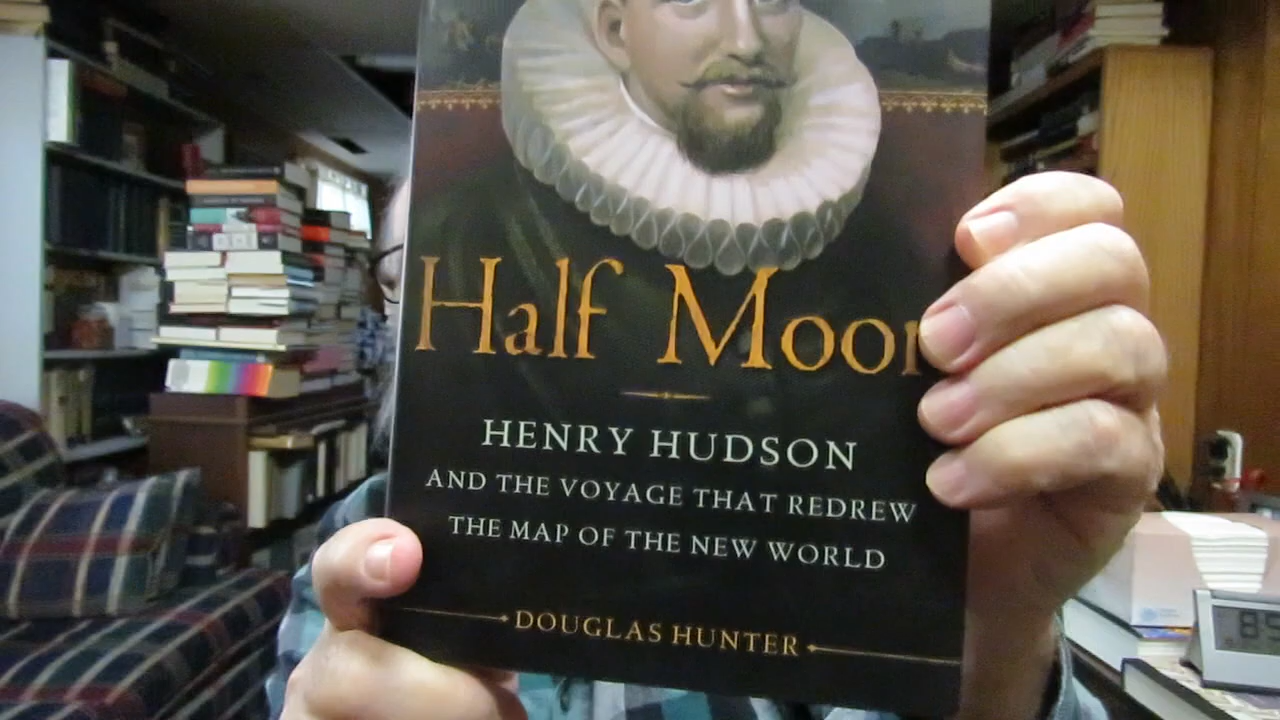 Half Moon
HENRY HUDSON
AND THE VOYAGE THAT REDREW
THE MAP OF THE NEW WORLD
DOUGLAS HUNTER